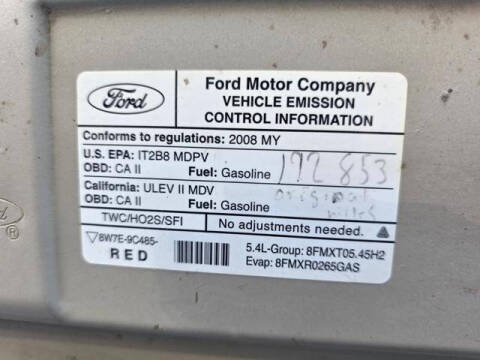 Ford
Ford Motor Company
VEHICLE EMISSION
CONTROL INFORMATION
Conforms to regulations: 2008 MY
U.S. EPA: IT2B8 MDPV
OBD: CA II Fuel: Gasoline 192 853
California: ULEV II MDV original
OBD: CA II Fuel: Gasoline miles
TWC/HO2S/SFI No adjustments needed.
8W7E-9C485-
RED
5.4L-Group: 8FMXT05.45H2
Evap: 8FMXR0265GAS